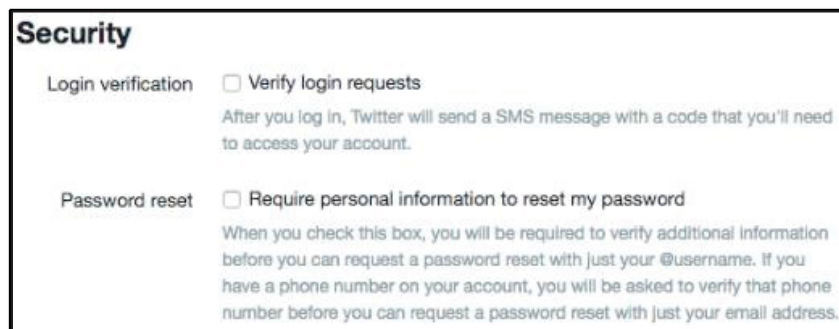 Security
Login verification Verify login requests
After you log in, Twitter will send a SMS message with a code that you'll need
to access your account.
Password reset Require personal information to reset my password
When you check this box, you will be required to verify additional information
before you can request a password reset with just your @username. If you
have a phone number on your account, you will be asked to verify that phone
number before you can request a password reset with just your email address.